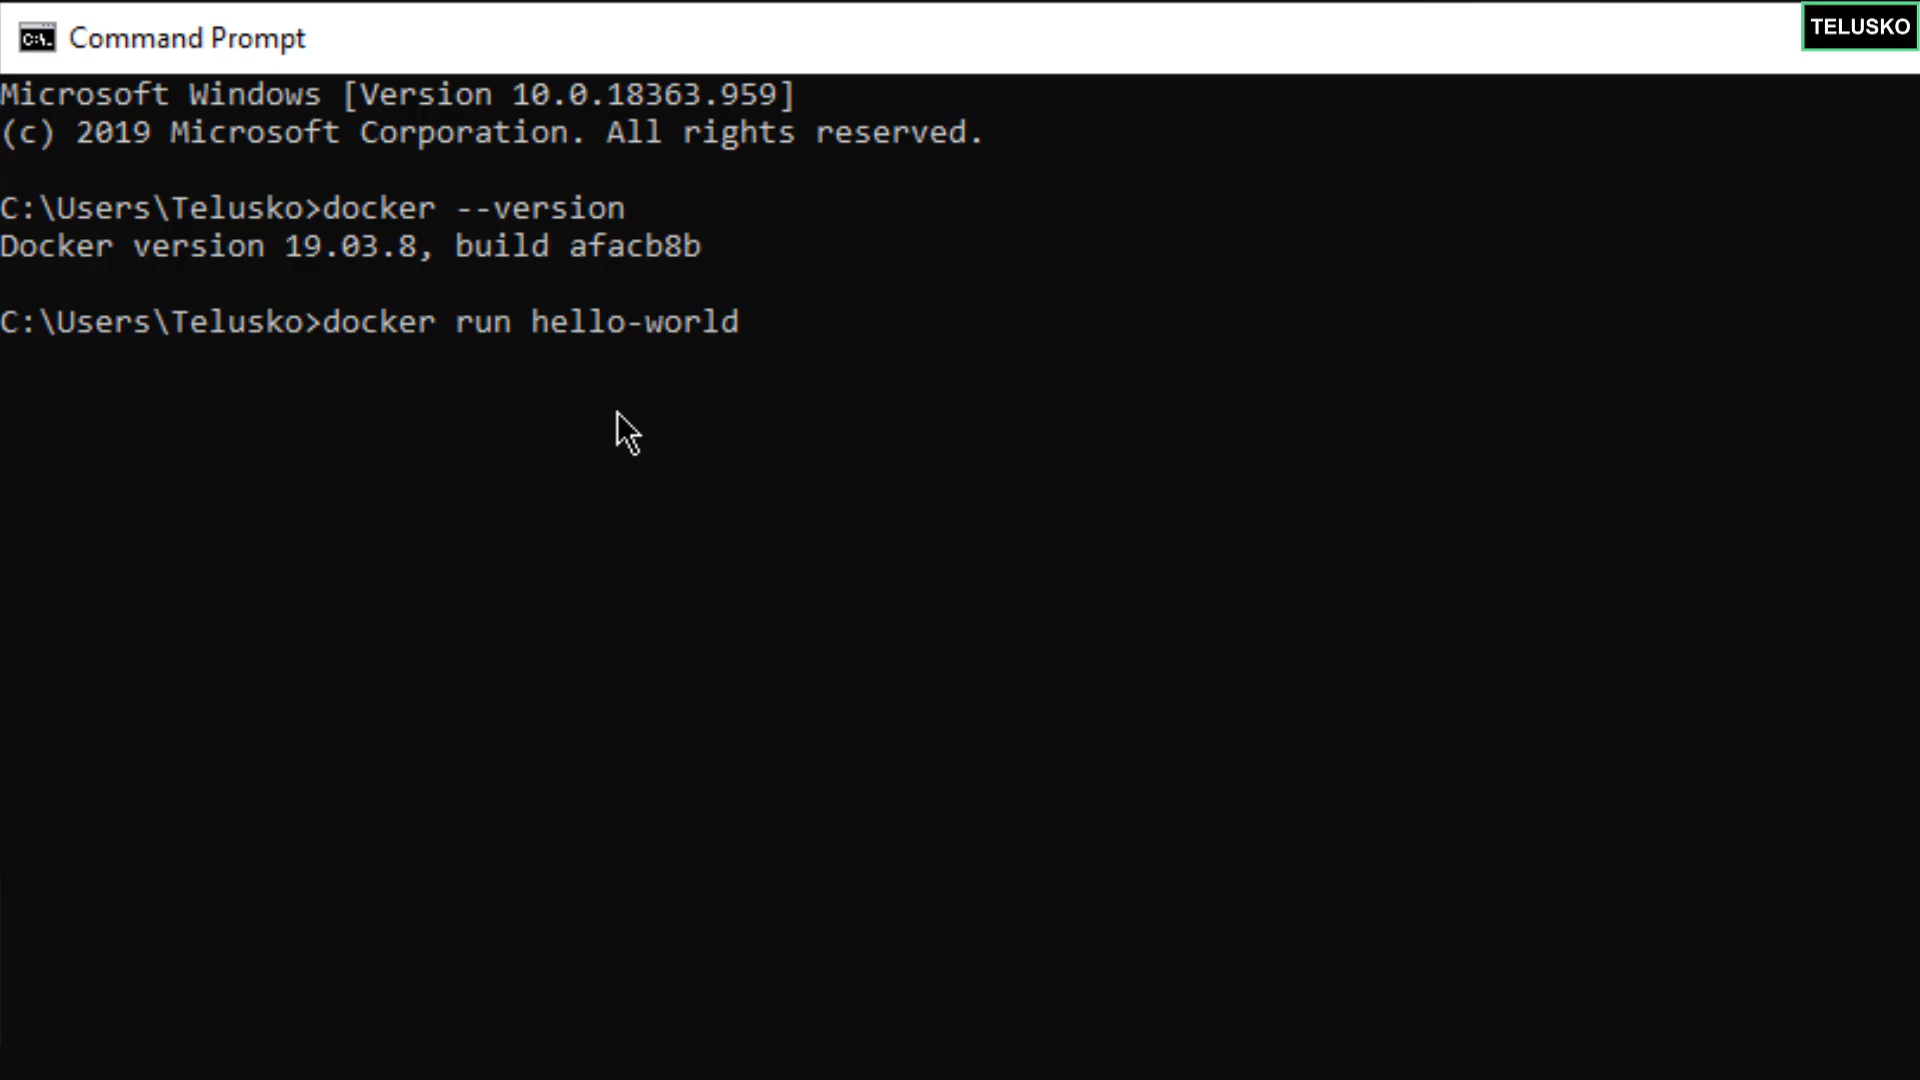 Command Prompt
TELUSKO
Microsoft Windows [Version 10.0.18363.959]
(c) 2019 Microsoft Corporation. All rights reserved.
C:\Users\Telusko>docker --version
Docker version 19.03.8, build afacb8b
C:\Users\Telusko>docker run hello-world